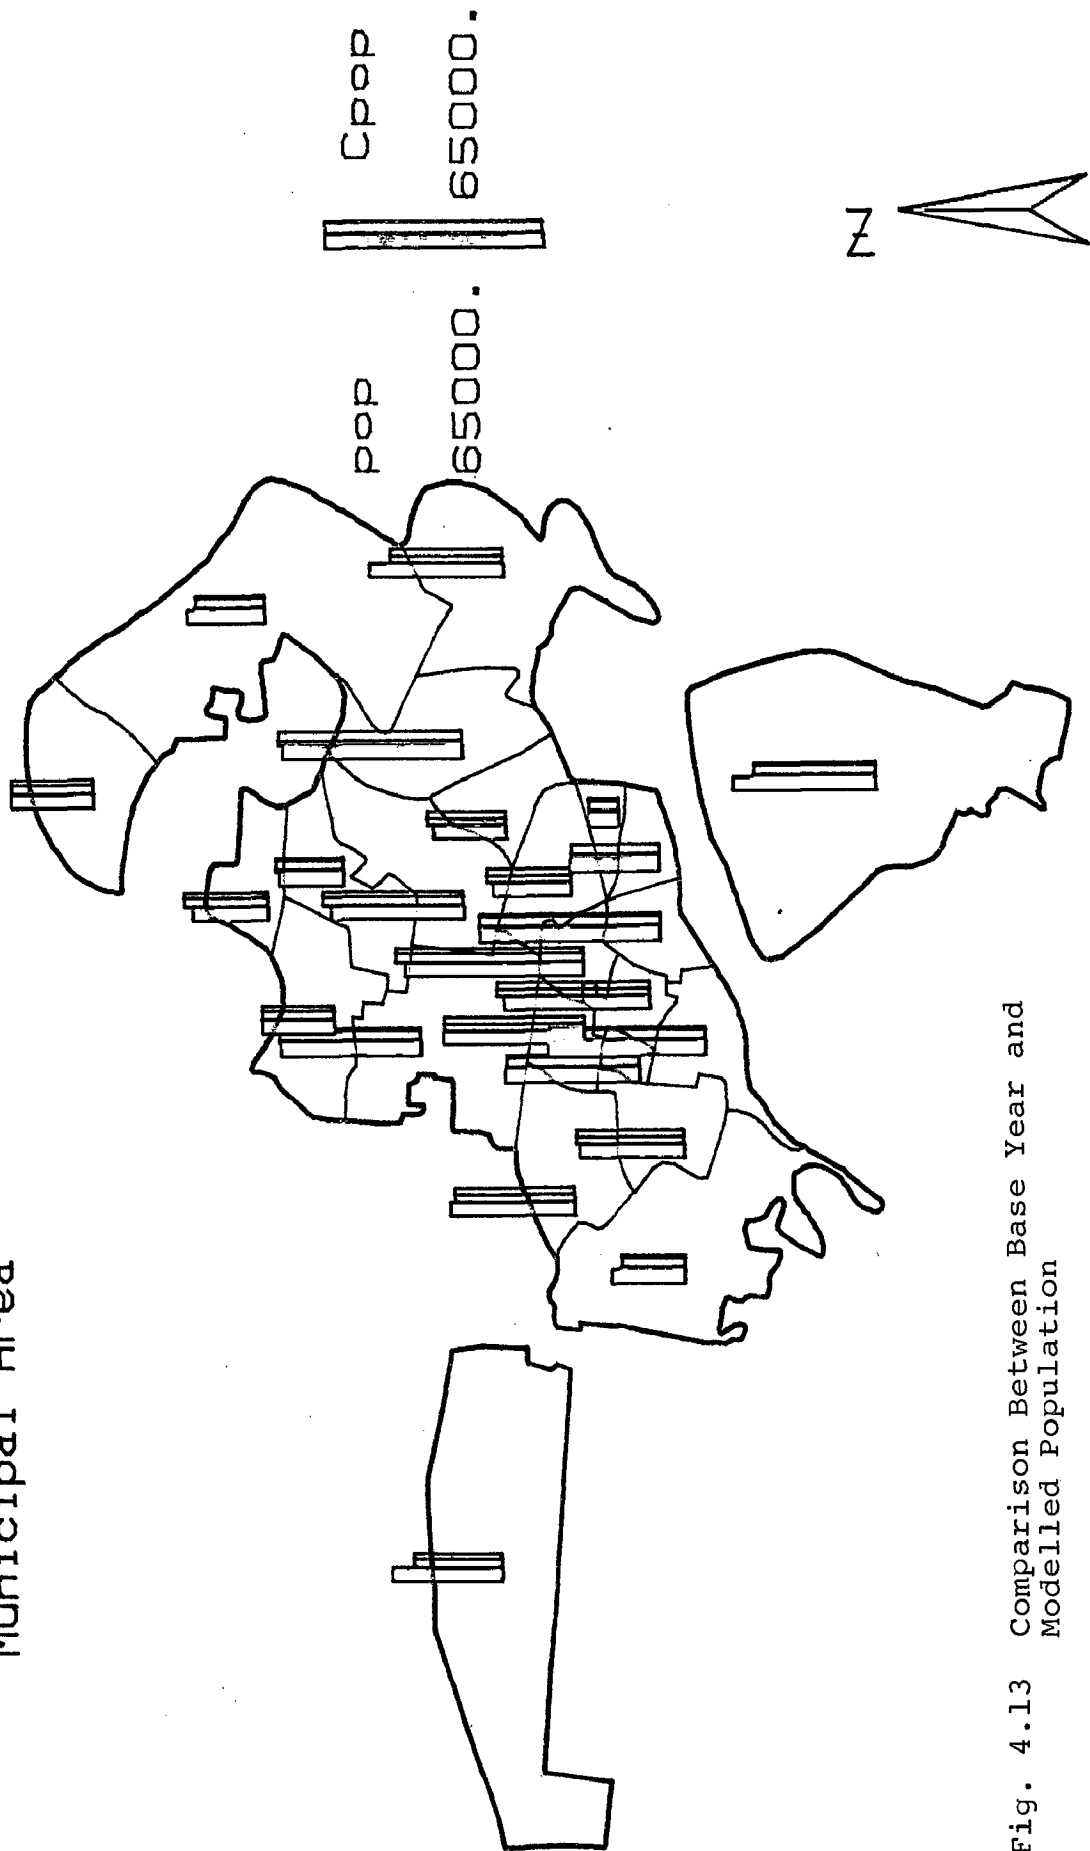 Municipal Area
pop Cpop
65000. 65000.
N
Fig. 4.13 Comparison Between Base Year and
Modelled Population